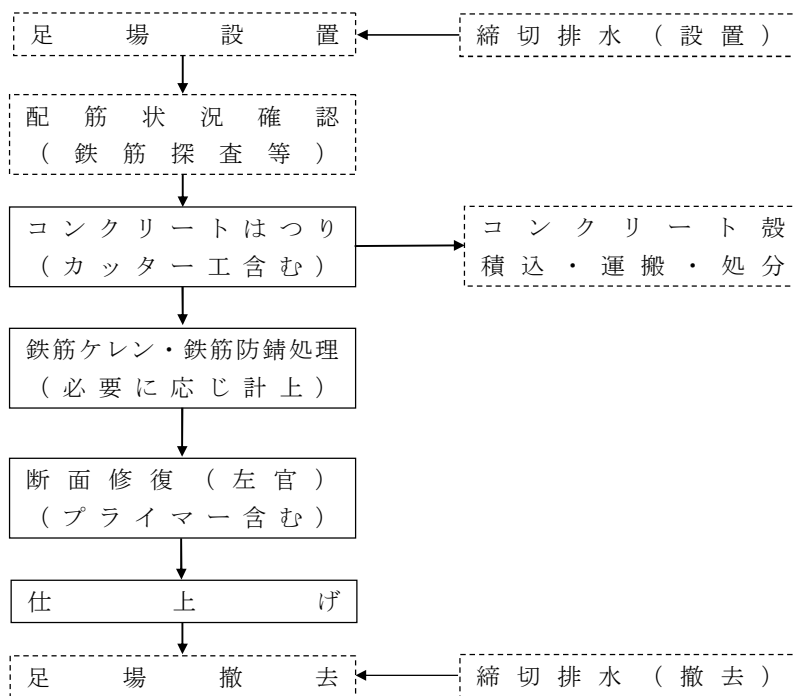 足場設置
締切排水(設置)
配筋状況確認
(鉄筋探査等)
コンクリートはつり
(カッター工含む)
コンクリート殻
積込・運搬・処分
鉄筋ケレン・鉄筋防錆処理
(必要に応じ計上)
断面修復(左官)
(プライマー含む)
仕上げ
足場撤去
締切排水(撤去)